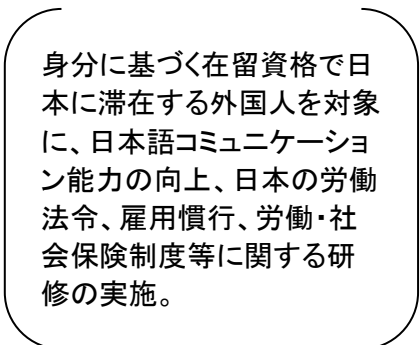 身分に基づく在留資格で日
本に滞在する外国人を対象
に、日本語コミュニケーショ
ン能力の向上、日本の労働
法令、雇用慣行、労働・社
会保険制度等に関する研
修の実施。